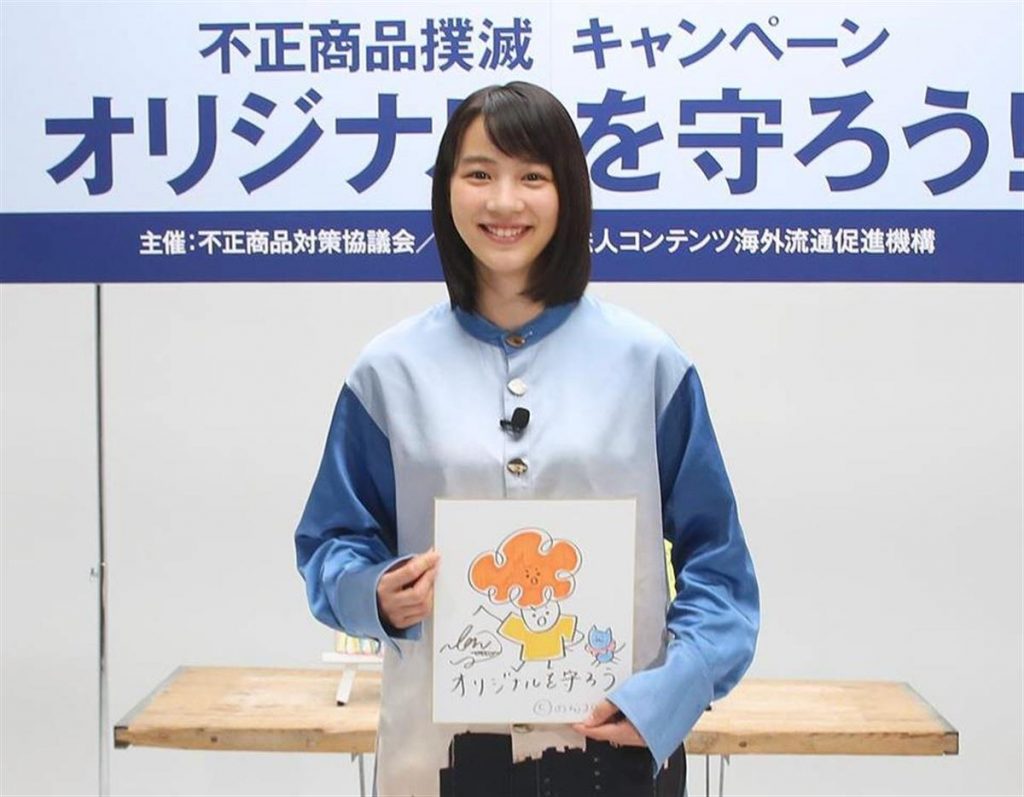 不正商品撲滅 キャンペーン
オリジナルを守ろう!
主催:不正商品対策協議会/ 法人コンテンツ海外流通促進機構
オリジナルを守ろう